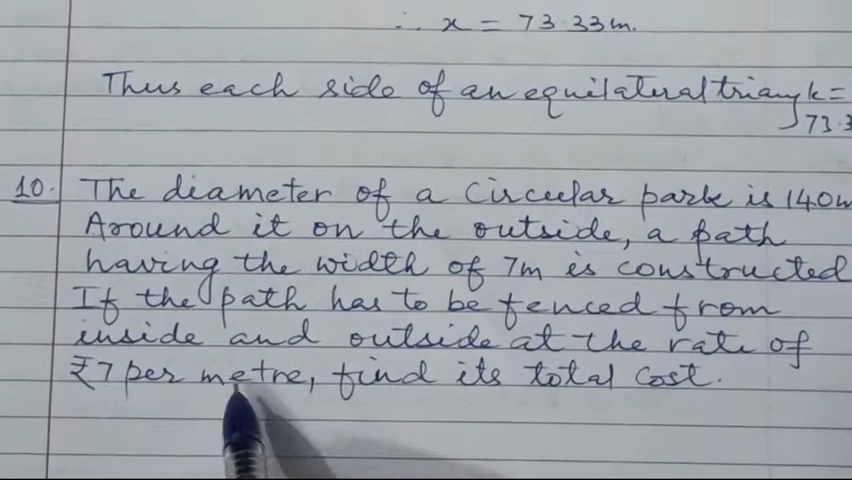 ∴ x = 73.33m.
Thus each side of an equilateral triangle =
73.3
10. The diameter of a circular park is 140m
Around it on the outside, a path
having the width of 7m is constructed
If the path has to be fenced from
inside and outside at the rate of
₹7 per metre, find its total cost.